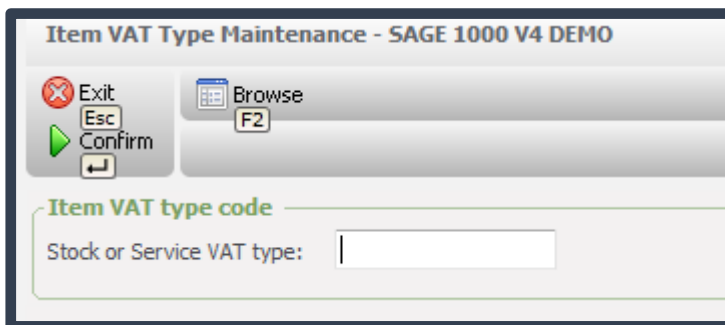 Item VAT Type Maintenance - SAGE 1000 V4 DEMO
Exit
Esc
Confirm
Browse
F2
Item VAT type code
Stock or Service VAT type: